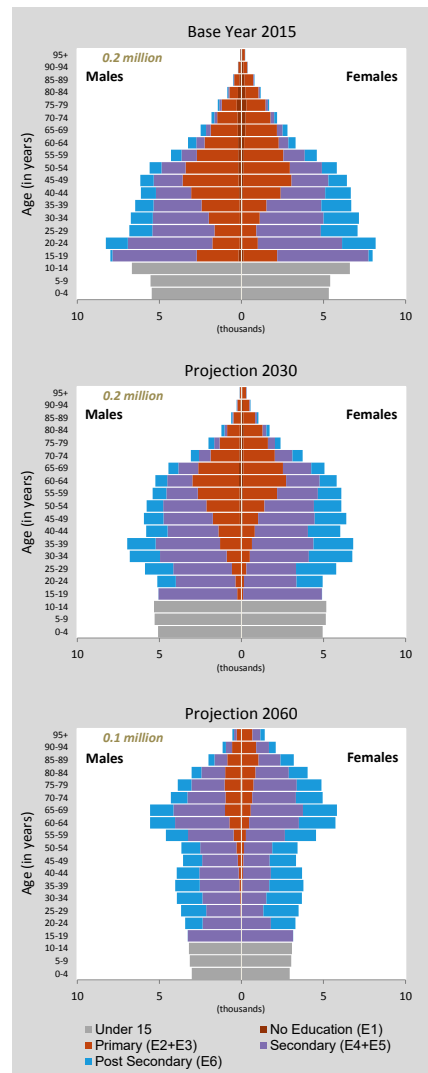 Base Year 2015
0.2 million
Males
Females
Age (in years)
95+
90-94
85-89
80-84
75-79
70-74
65-69
60-64
55-59
50-54
45-49
40-44
35-39
30-34
25-29
20-24
15-19
10-14
5-9
0-4
10 5 0 5 10
(thousands)
Projection 2030
0.2 million
Males
Females
Age (in years)
95+
90-94
85-89
80-84
75-79
70-74
65-69
60-64
55-59
50-54
45-49
40-44
35-39
30-34
25-29
20-24
15-19
10-14
5-9
0-4
10 5 0 5 10
(thousands)
Projection 2060
0.1 million
Males
Females
Age (in years)
95+
90-94
85-89
80-84
75-79
70-74
65-69
60-64
55-59
50-54
45-49
40-44
35-39
30-34
25-29
20-24
15-19
10-14
5-9
0-4
10 5 0 5 10
(thousands)
Under 15 No Education (E1)
Primary (E2+E3) Secondary (E4+E5)
Post Secondary (E6)